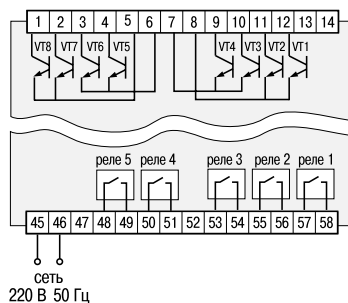 1 2 3 4 5 6 7 8 9 10 11 12 13 14
VT8 VT7 VT6 VT5 VT4 VT3 VT2 VT1
реле 5 реле 4 реле 3 реле 2 реле 1
45 46 47 48 49 50 51 52 53 54 55 56 57 58
сеть
220 В 50 Гц